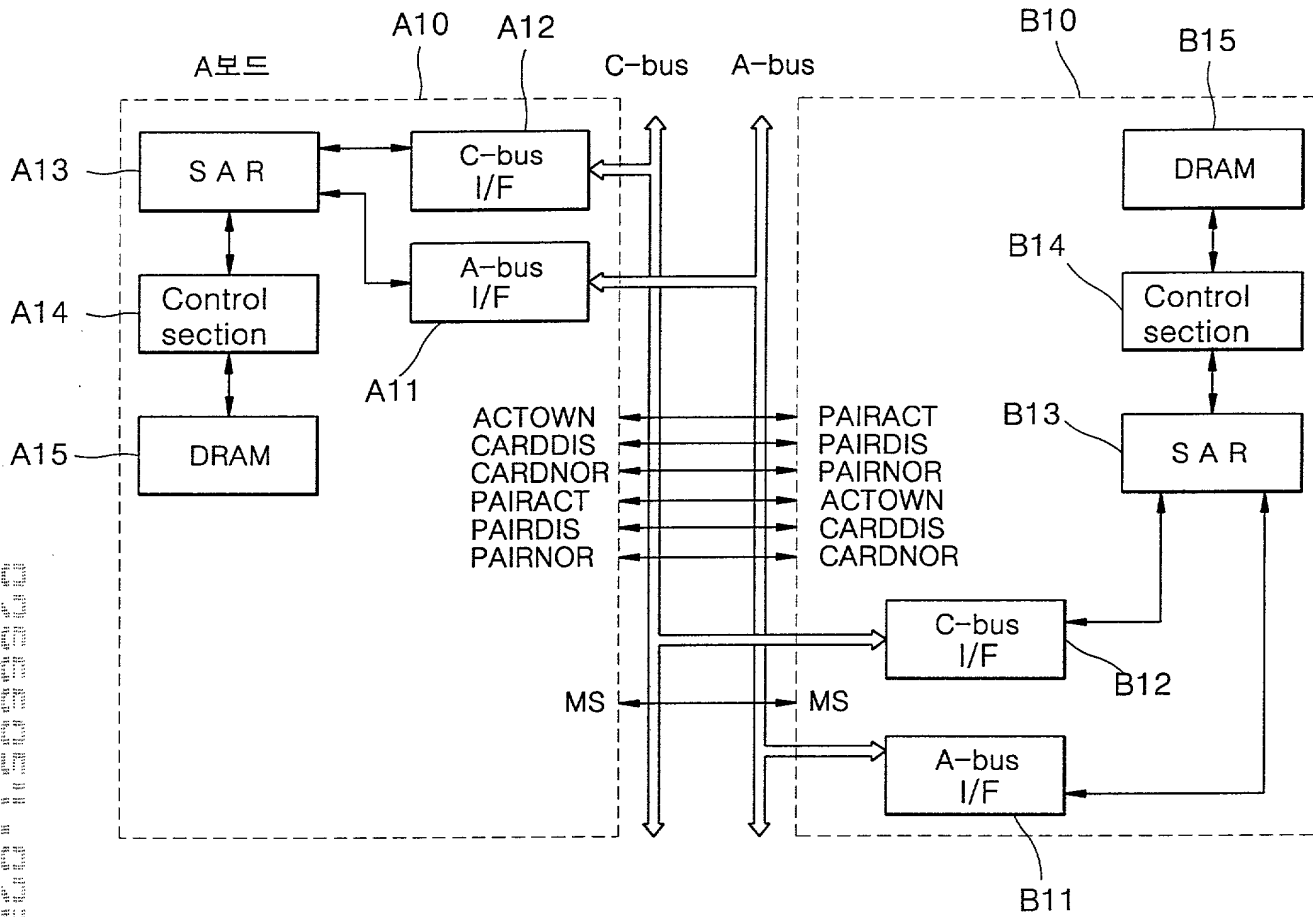 A12
A10
B10
B15
A보드
C-bus
A-bus
A13
S A R
C-bus
I/F
DRAM
A-bus
I/F
B14
A14
Control
section
Control
section
A11
B13
ACTOWN
PAIRACT
CARDDIS
PAIRDIS
A15
DRAM
S A R
CARDNOR
PAIRNOR
PAIRACT
ACTOWN
PAIRDIS
CARDDIS
PAIRNOR
CARDNOR
C-bus
I/F
B12
MS
MS
A-bus
I/F
B11